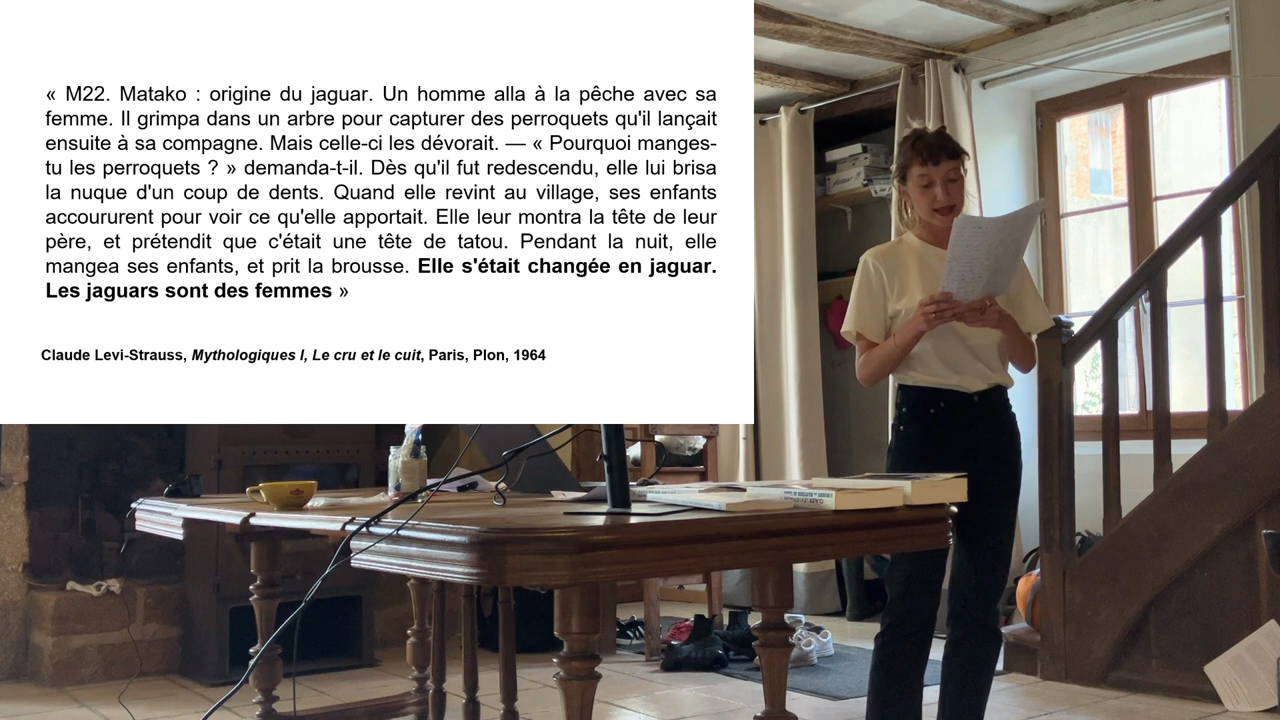 « M22. Matako : origine du jaguar. Un homme alla à la pêche avec sa
femme. Il grimpa dans un arbre pour capturer des perroquets qu'il lançait
ensuite à sa compagne. Mais celle-ci les dévorait. — « Pourquoi manges-
tu les perroquets ? » demanda-t-il. Dès qu'il fut redescendu, elle lui brisa
la nuque d'un coup de dents. Quand elle revint au village, ses enfants
accoururent pour voir ce qu'elle apportait. Elle leur montra la tête de leur
père, et prétendit que c'était une tête de tatou. Pendant la nuit, elle
mangea ses enfants, et prit la brousse. Elle s'était changée en jaguar.
Les jaguars sont des femmes »
Claude Levi-Strauss, Mythologiques I, Le cru et le cuit, Paris, Plon, 1964